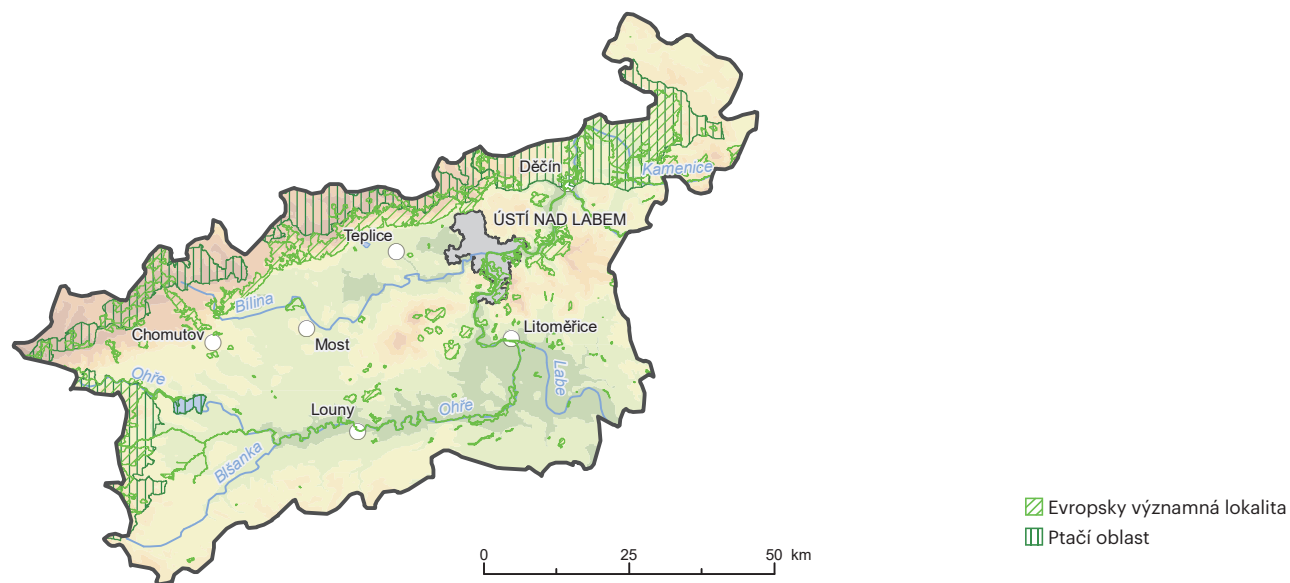 Děčín
Kamenice
ÚSTÍ NAD LABEM
Teplice
Bílina
Chomutov
Most
Litoměřice
Ohře
Labe
Louny
Ohře
Blšanka
Evropsky významná lokalita
Ptačí oblast
0 25 50 km